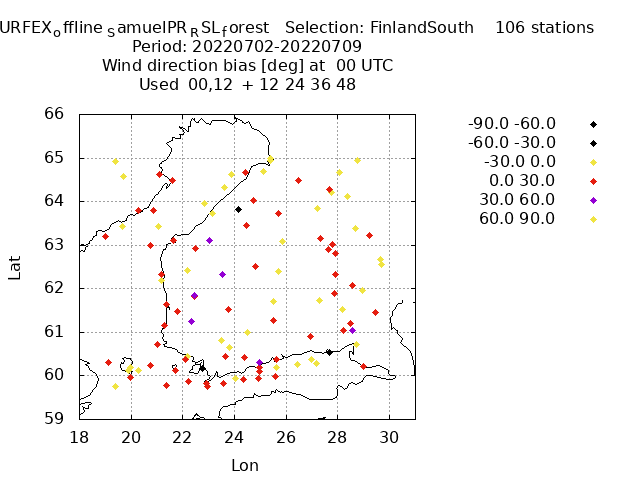 URFEXoffline SamuelPRRSLforest Selection: FinlandSouth 106 stations
Period: 20220702-20220709
Wind direction bias [deg] at 00 UTC
Used 00,12 + 12 24 36 48
-90.0 -60.0
-60.0 -30.0
-30.0 0.0
0.0 30.0
30.0 60.0
60.0 90.0
66
65
64
63
62
61
60
59
Lat
18 20 22 24 26 28 30
Lon